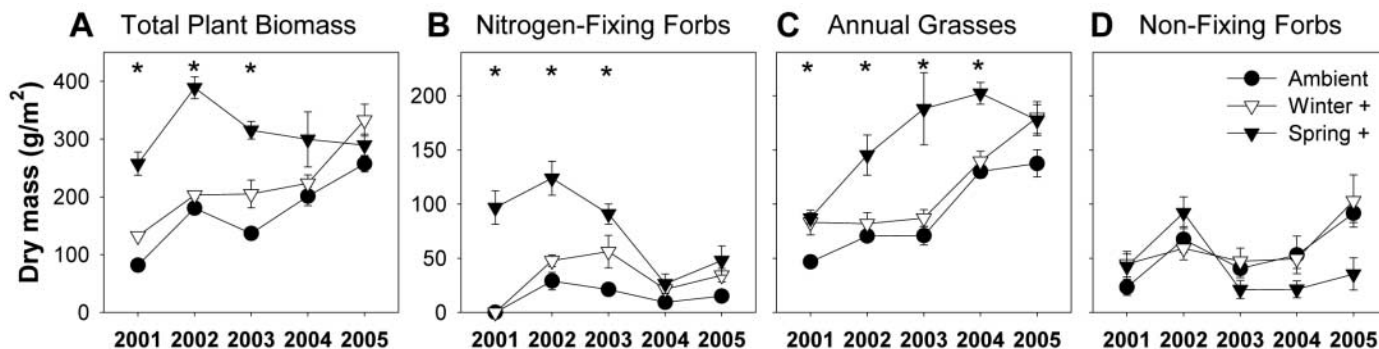 A Total Plant Biomass
B Nitrogen-Fixing Forbs
C Annual Grasses
D Non-Fixing Forbs
Dry mass (g/m²)
400
300
200
100
0
* * *
2001 2002 2003 2004 2005
200
150
100
50
0
* * *
2001 2002 2003 2004 2005
* * * *
2001 2002 2003 2004 2005
Ambient
Winter +
Spring +
2001 2002 2003 2004 2005